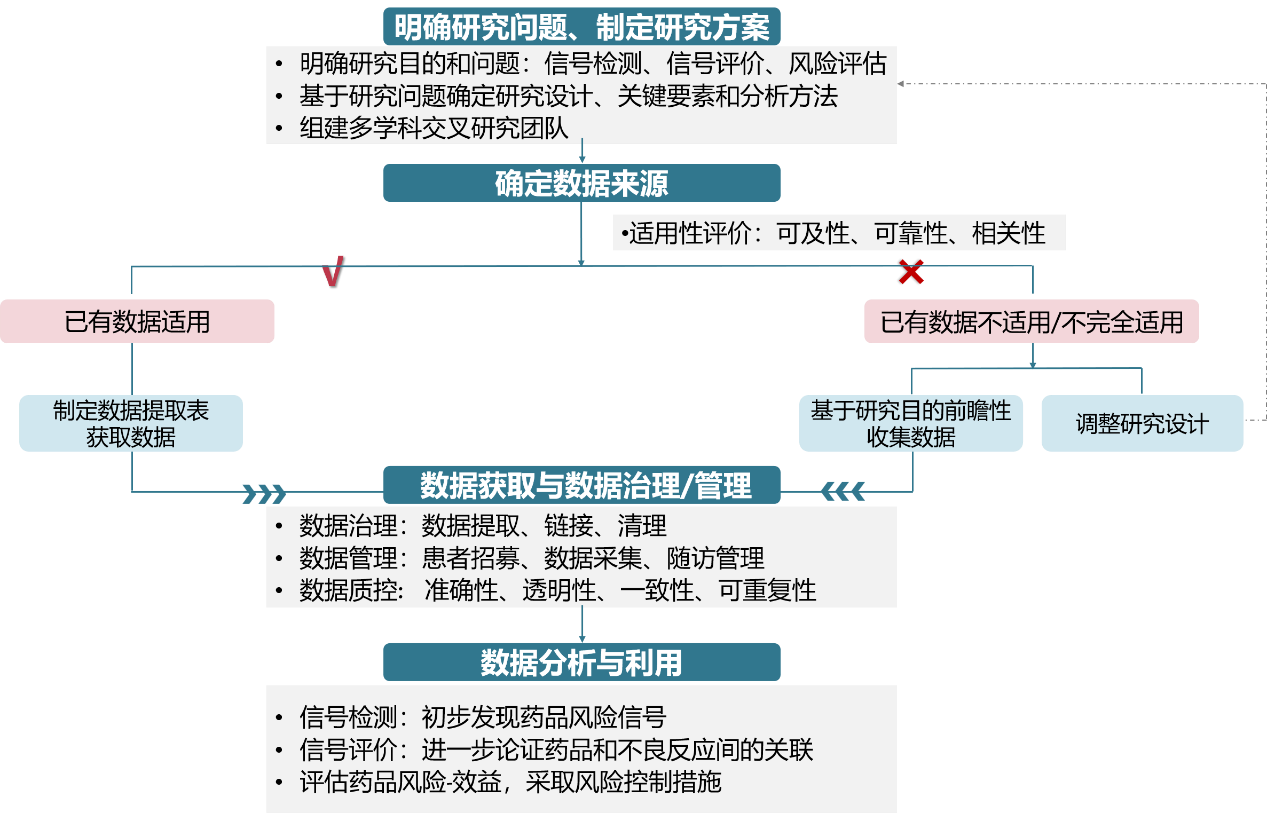 明确研究问题、制定研究方案
• 明确研究目的和问题：信号检测、信号评价、风险评估
• 基于研究问题确定研究设计、关键要素和分析方法
• 组建多学科交叉研究团队
确定数据来源
•适用性评价：可及性、可靠性、相关性
√
×
已有数据适用
已有数据不适用/不完全适用
制定数据提取表
获取数据
基于研究目的前瞻性
收集数据
调整研究设计
数据获取与数据治理/管理
• 数据治理：数据提取、链接、清理
• 数据管理：患者招募、数据采集、随访管理
• 数据质控: 准确性、透明性、一致性、可重复性
数据分析与利用
• 信号检测：初步发现药品风险信号
• 信号评价：进一步论证药品和不良反应间的关联
• 评估药品风险-效益，采取风险控制措施